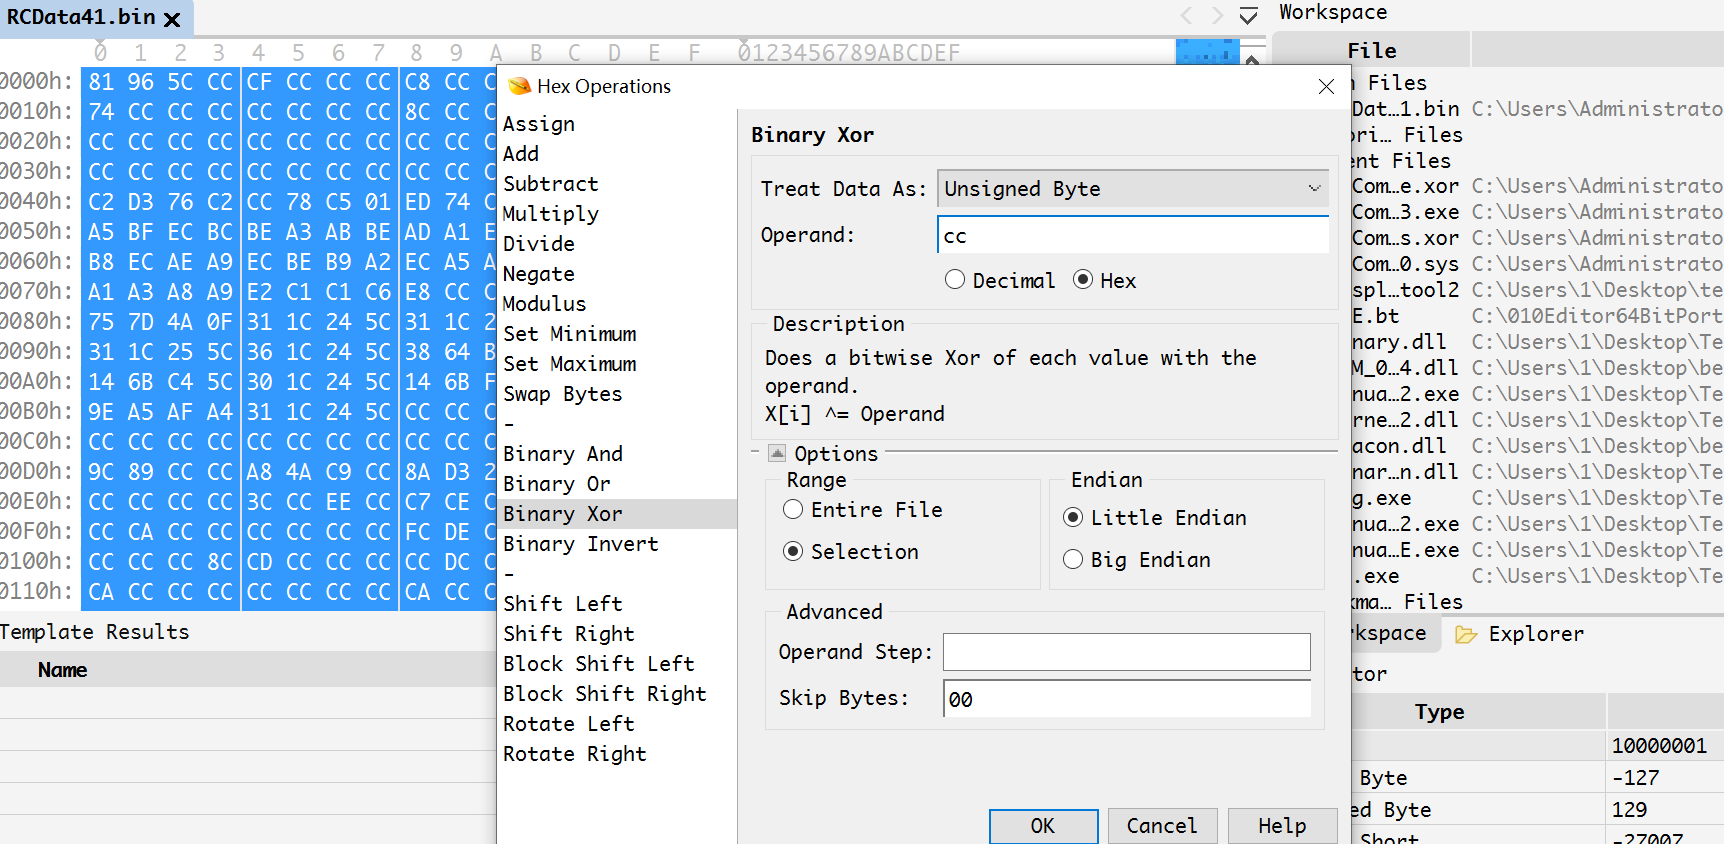 RCData41.bin
Workspace
0 1 2 3 4 5 6 7 8 9 A B C D E F 0123456789ABCDEF
File
0000h: 81 96 5C CC CF CC CC CC C8 CC C
0010h: 74 CC CC CC CC CC CC CC 8C CC C
0020h: CC CC CC CC CC CC CC CC CC CC C
0030h: CC CC CC CC CC CC CC CC CC CC C
0040h: C2 D3 76 C2 CC 78 C5 01 ED 74 C
0050h: A5 BF EC BC BE A3 AB BE AD A1 E
0060h: B8 EC AE A9 EC BE B9 A2 EC A5 A
0070h: A1 A3 A8 A9 E2 C1 C1 C6 E8 CC C
0080h: 75 7D 4A 0F 31 1C 24 5C 31 1C 2
0090h: 31 1C 25 5C 36 1C 24 5C 38 64 B
00A0h: 14 6B C4 5C 30 1C 24 5C 14 6B F
00B0h: 9E A5 AF A4 31 1C 24 5C CC CC C
00C0h: CC CC CC CC CC CC CC CC CC CC C
00D0h: 9C 89 CC CC A8 4A C9 CC 8A D3 2
00E0h: CC CC CC CC 3C CC EE CC C7 CE C
00F0h: CC CA CC CC CC CC CC CC FC DE C
0100h: CC CC CC 8C CD CC CC CC CC DC C
0110h: CA CC CC CC CC CC CC CC CA CC C
Template Results
Name
Hex Operations
Assign
Add
Subtract
Multiply
Divide
Negate
Modulus
Set Minimum
Set Maximum
Swap Bytes
-
Binary And
Binary Or
Binary Xor
Binary Invert
-
Shift Left
Shift Right
Block Shift Left
Block Shift Right
Rotate Left
Rotate Right
Binary Xor
Treat Data As: Unsigned Byte
Operand: cc
Decimal Hex
Description
Does a bitwise Xor of each value with the
operand.
X[i] ^= Operand
Options
Range
Entire File
Selection
Endian
Little Endian
Big Endian
Advanced
Operand Step:
Skip Bytes: 00
OK Cancel Help
n Files
Dat…1.bin C:\Users\Administrato
ori… Files
ent Files
Com…e.xor C:\Users\Administrato
Com…3.exe C:\Users\Administrato
Com…s.xor C:\Users\Administrato
Com…0.sys C:\Users\Administrato
spl…tool2 C:\Users\1\Desktop\te
E.bt C:\010Editor64BitPort
nary.dll C:\Users\1\Desktop\Te
M_0…4.dll C:\Users\1\Desktop\be
nua…2.exe C:\Users\1\Desktop\Te
rne…2.dll C:\Users\1\Desktop\Te
acon.dll C:\Users\1\Desktop\be
nar…n.dll C:\Users\1\Desktop\Te
g.exe C:\Users\1\Desktop\Te
nua…2.exe C:\Users\1\Desktop\Te
nua…E.exe C:\Users\1\Desktop\Te
.exe C:\Users\1\Desktop\Te
kma… Files
rkspace Explorer
tor
Type
10000001
Byte -127
ed Byte 129
Short -27007